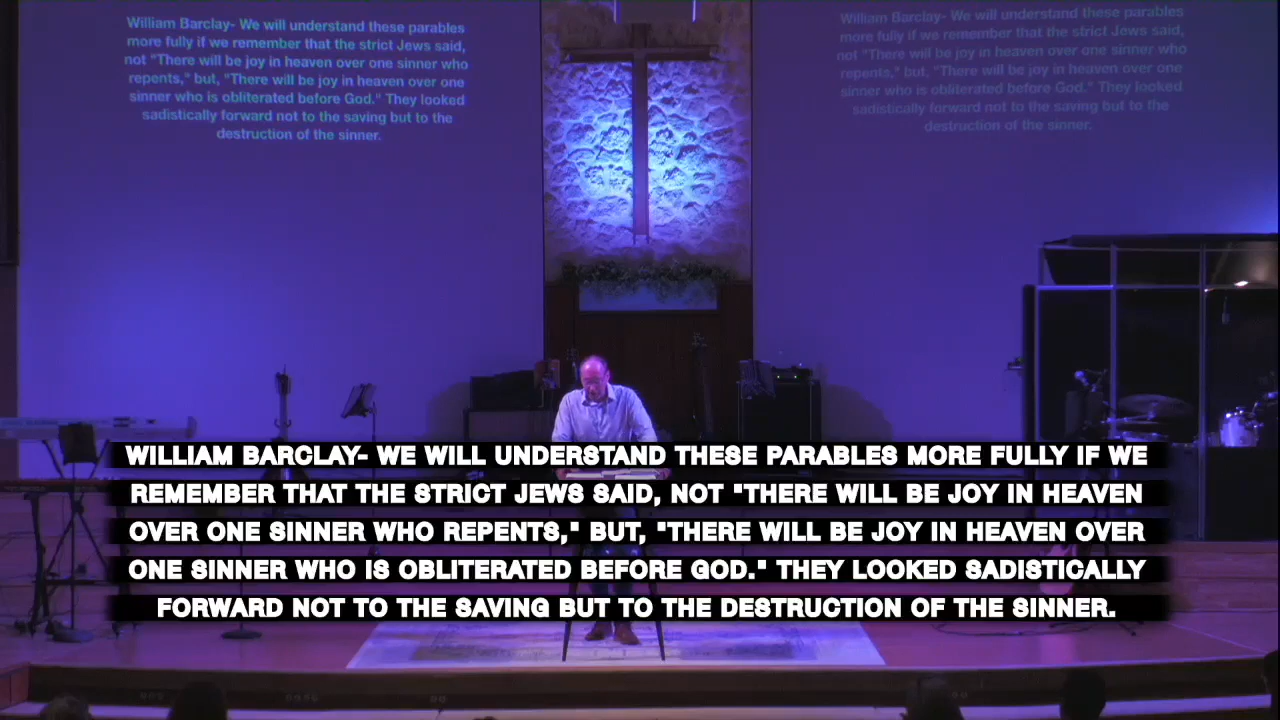 William Barclay- We will understand these parables
more fully if we remember that the strict Jews said,
not "There will be joy in heaven over one sinner who
repents," but, "There will be joy in heaven over one
sinner who is obliterated before God." They looked
sadistically forward not to the saving but to the
destruction of the sinner.
William Barclay- We will understand these parables
more fully if we remember that the strict Jews said,
not "There will be joy in heaven over one sinner who
repents," but, "There will be joy in heaven over one
sinner who is obliterated before God." They looked
sadistically forward not to the saving but to the
destruction of the sinner.
WILLIAM BARCLAY- WE WILL UNDERSTAND THESE PARABLES MORE FULLY IF WE
REMEMBER THAT THE STRICT JEWS SAID, NOT "THERE WILL BE JOY IN HEAVEN
OVER ONE SINNER WHO REPENTS," BUT, "THERE WILL BE JOY IN HEAVEN OVER
ONE SINNER WHO IS OBLITERATED BEFORE GOD." THEY LOOKED SADISTICALLY
FORWARD NOT TO THE SAVING BUT TO THE DESTRUCTION OF THE SINNER.